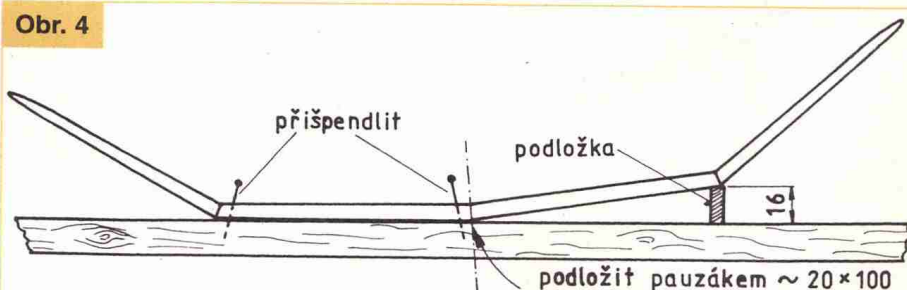 Obr. 4
přišpendlit
podložka
16
podložit pauzákem ~ 20×100